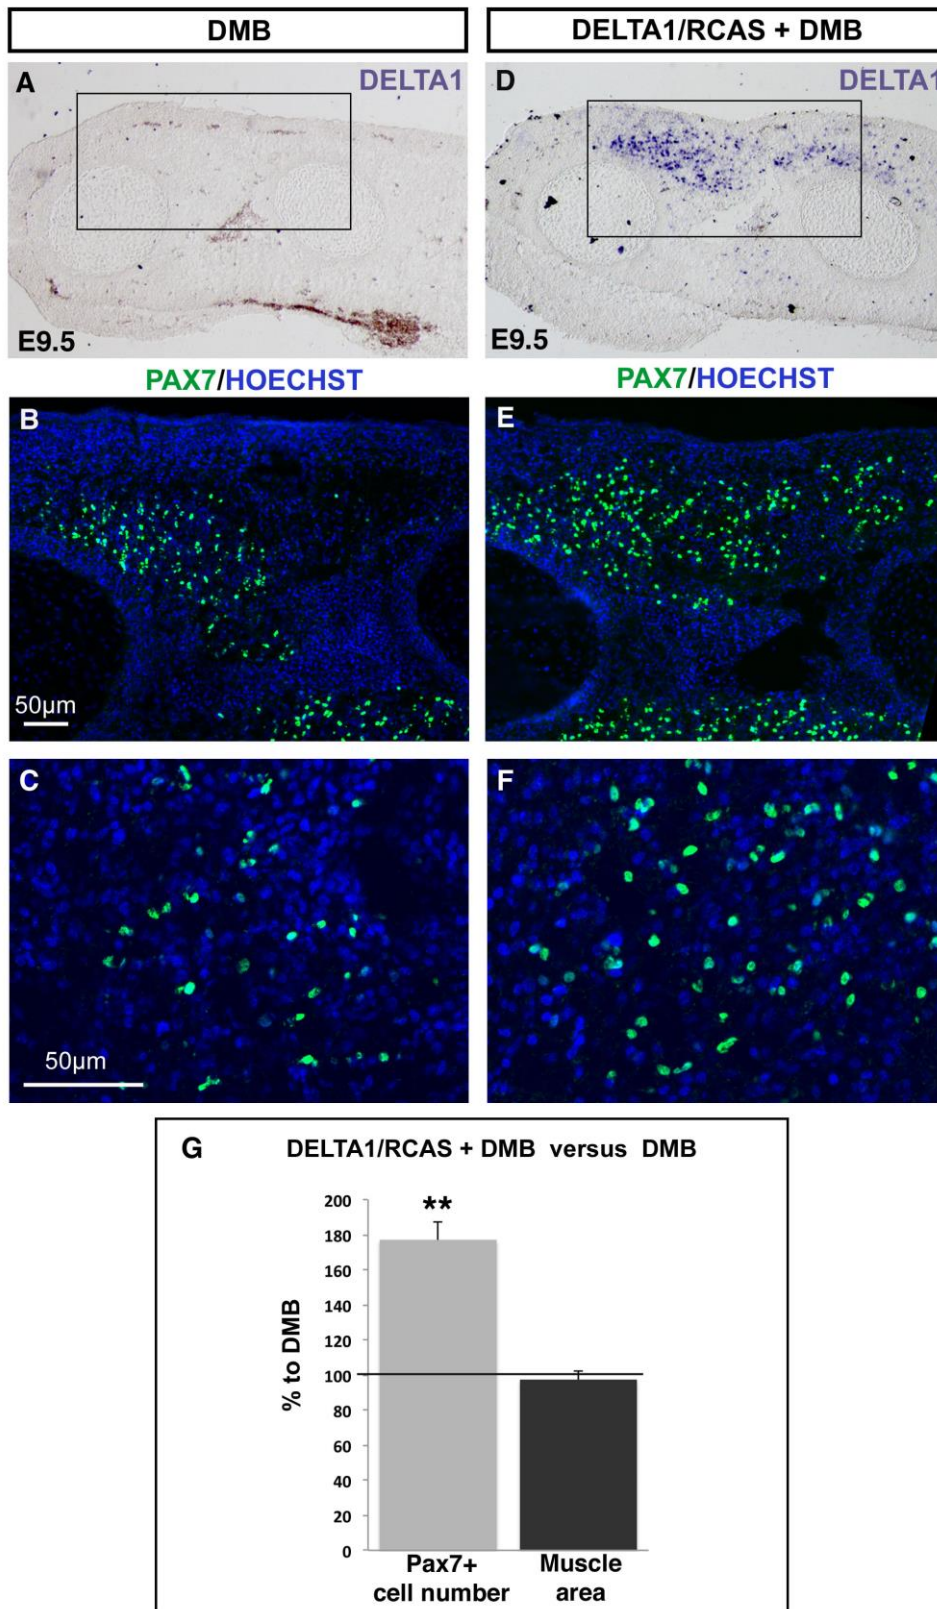 DMB
DELTA1/RCAS + DMB
A
DELTA1
E9.5
D
DELTA1
E9.5
PAX7/HOECHST
PAX7/HOECHST
B
50µm
E
C
50µm
F
G
DELTA1/RCAS + DMB versus DMB
% to DMB
200
180
160
140
120
100
80
60
40
20
0
**
Pax7+
cell number
Muscle
area